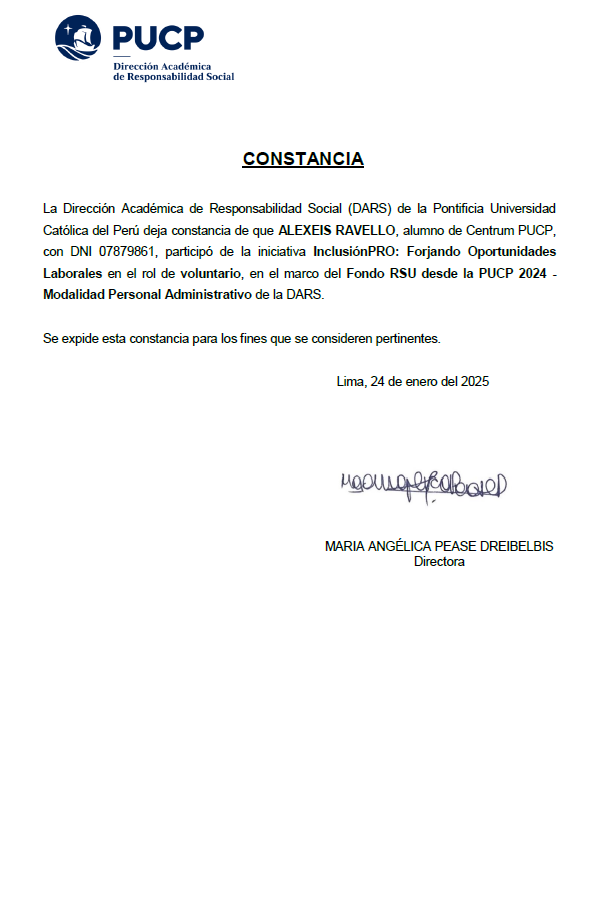 PUCP
Dirección Académica
de Responsabilidad Social
CONSTANCIA
La Dirección Académica de Responsabilidad Social (DARS) de la Pontificia Universidad
Católica del Perú deja constancia de que ALEXEIS RAVELLO, alumno de Centrum PUCP,
con DNI 07879861, participó de la iniciativa InclusiónPRO: Forjando Oportunidades
Laborales en el rol de voluntario, en el marco del Fondo RSU desde la PUCP 2024 -
Modalidad Personal Administrativo de la DARS.
Se expide esta constancia para los fines que se consideren pertinentes.
Lima, 24 de enero del 2025
MARIA ANGÉLICA PEASE DREIBELBIS
Directora